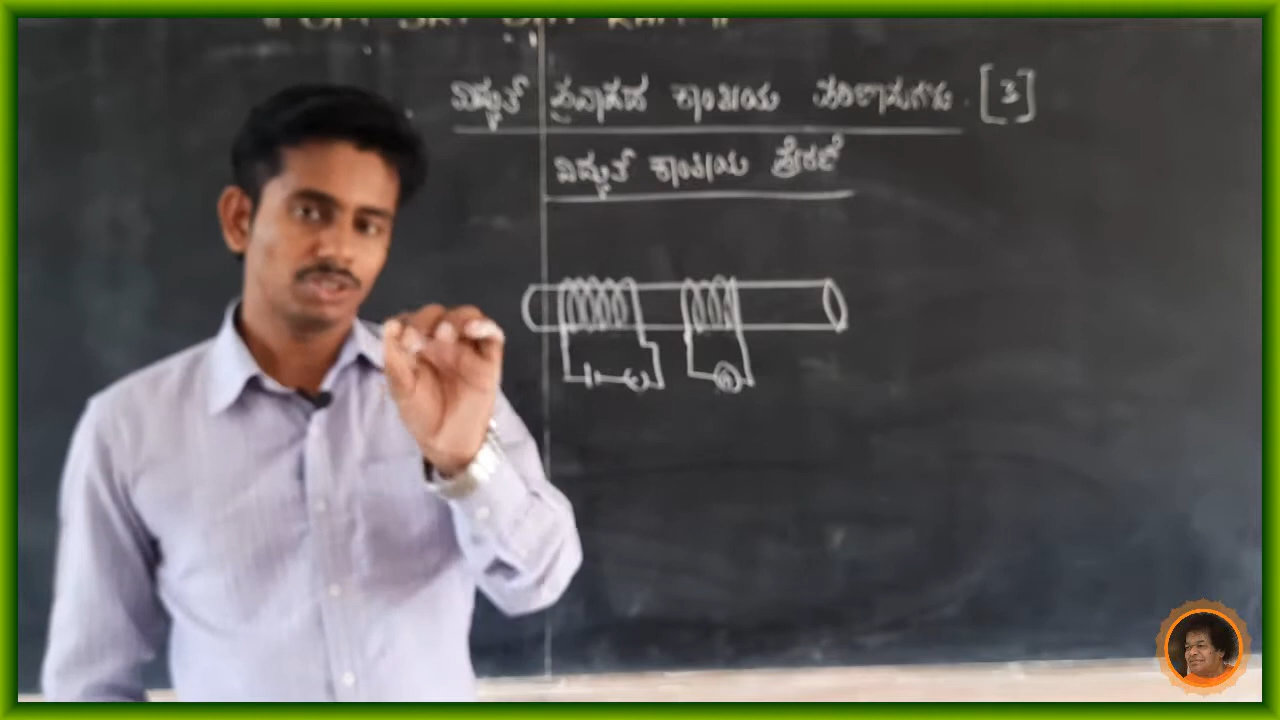 ವಿದ್ಯುತ್ ಪ್ರವಾಹದ ಕಾಂತೀಯ ಪರಿಣಾಮಗಳು. [3]
ವಿದ್ಯುತ್ ಕಾಂತೀಯ ಪ್ರೇರಣೆ